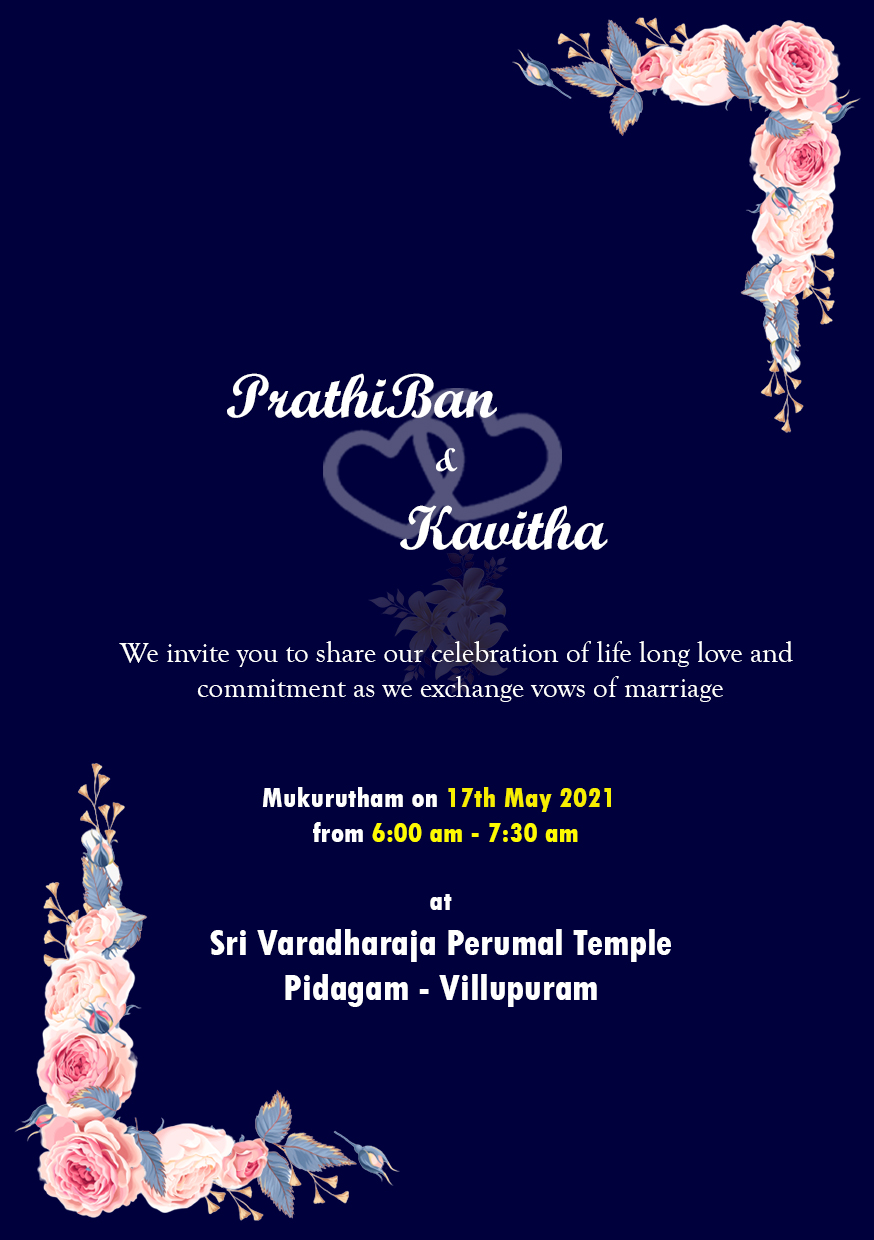 PrathiBan
&
Kavitha
We invite you to share our celebration of life long love and
commitment as we exchange vows of marriage
Mukurutham on 17th May 2021
from 6:00 am - 7:30 am
at
Sri Varadharaja Perumal Temple
Pidagam - Villupuram